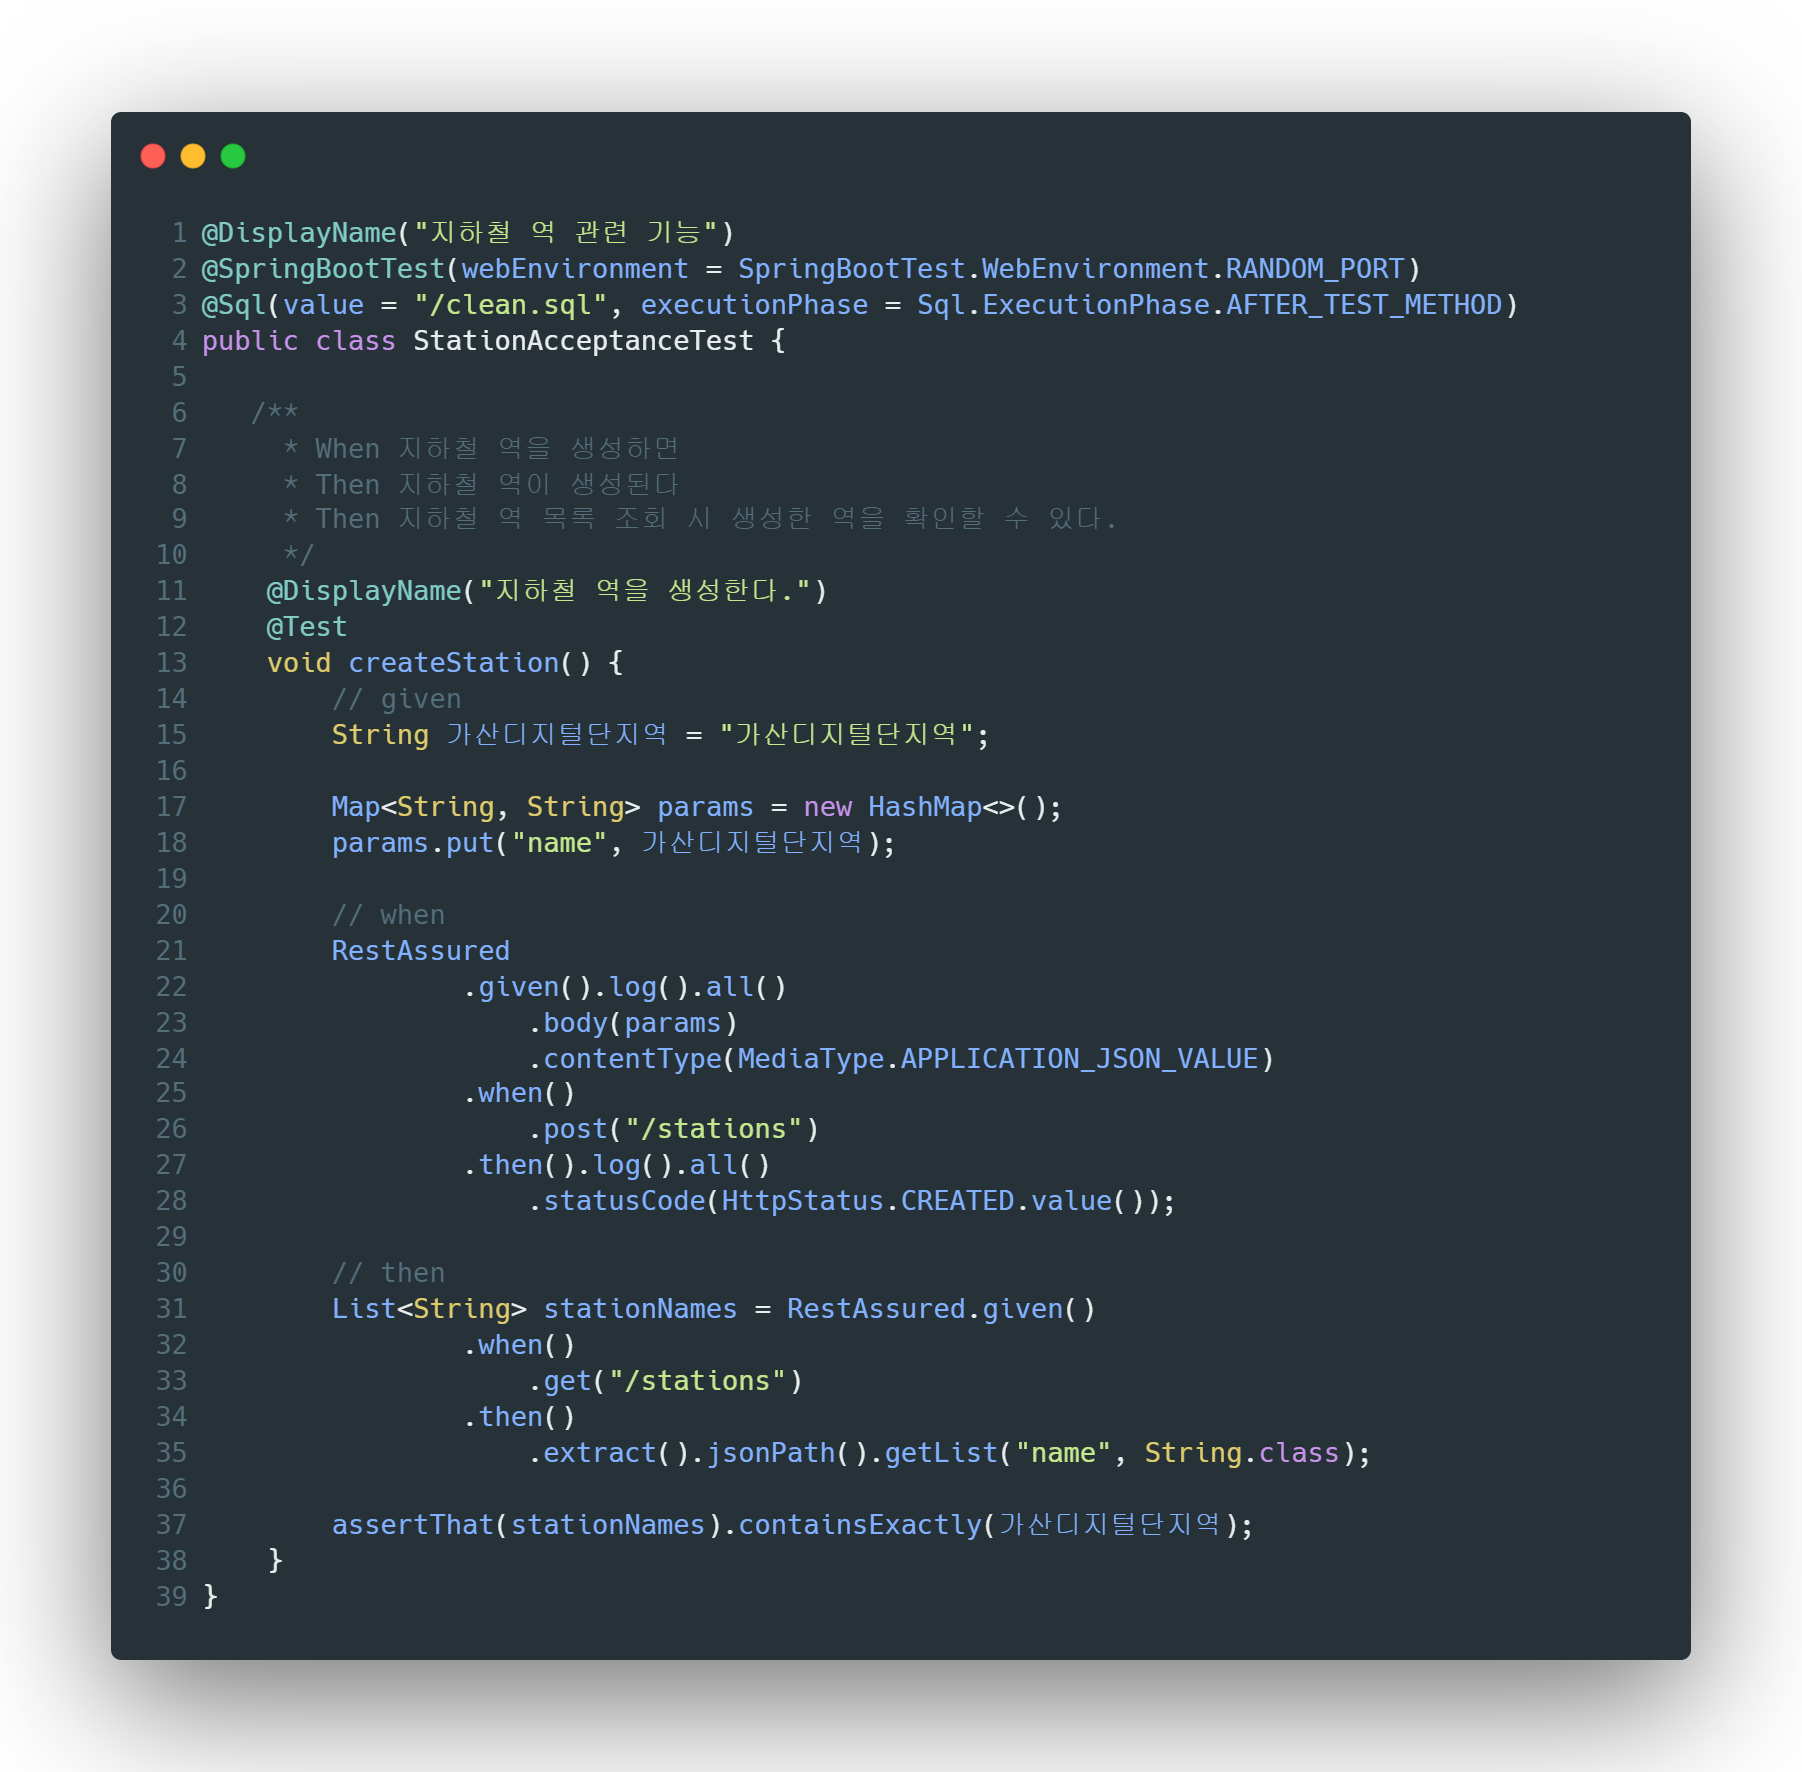 1 @DisplayName("지하철 역 관련 기능")
2 @SpringBootTest(webEnvironment = SpringBootTest.WebEnvironment.RANDOM_PORT)
3 @Sql(value = "/clean.sql", executionPhase = Sql.ExecutionPhase.AFTER_TEST_METHOD)
4 public class StationAcceptanceTest {
5
6    /**
7      * When 지하철 역을 생성하면
8      * Then 지하철 역이 생성된다
9      * Then 지하철 역 목록 조회 시 생성한 역을 확인할 수 있다.
10      */
11     @DisplayName("지하철 역을 생성한다.")
12     @Test
13     void createStation() {
14         // given
15         String 가산디지털단지역 = "가산디지털단지역";
16
17         Map<String, String> params = new HashMap<>();
18         params.put("name", 가산디지털단지역);
19
20         // when
21         RestAssured
22                 .given().log().all()
23                     .body(params)
24                     .contentType(MediaType.APPLICATION_JSON_VALUE)
25                 .when()
26                     .post("/stations")
27                 .then().log().all()
28                     .statusCode(HttpStatus.CREATED.value());
29
30         // then
31         List<String> stationNames = RestAssured.given()
32                 .when()
33                     .get("/stations")
34                 .then()
35                     .extract().jsonPath().getList("name", String.class);
36
37         assertThat(stationNames).containsExactly(가산디지털단지역);
38     }
39 }